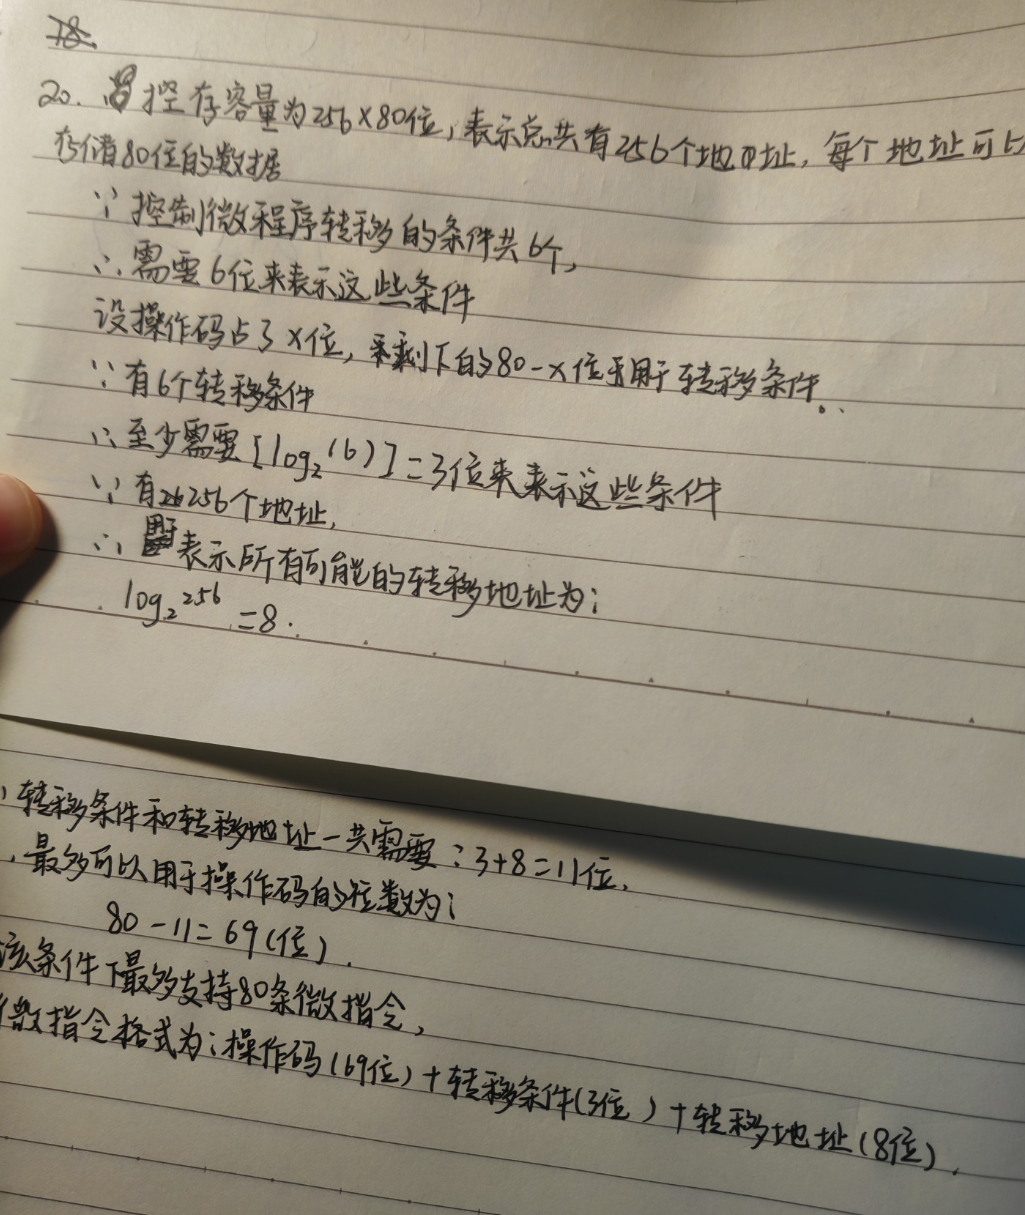 20. 控存容量为256×80位，表示总共有256个地址，每个地址可以
存储80位的数据
∵控制微程序转移的条件共6个，
∴需要6位来表示这些条件
设操作码占了x位，剩下的80-x位用于转移条件。
∵有6个转移条件
∴至少需要[log₂(6)]=3位来表示这些条件
∵有256个地址，
∴表示所有可能的转移地址为：
log₂256=8.
转移条件和转移地址一共需要：3+8=11位.
最多可以用于操作码的位数为：
80-11=69(位).
该条件下最多支持80条微指令，
微指令格式为：操作码(69位)+转移条件(3位)+转移地址(8位).